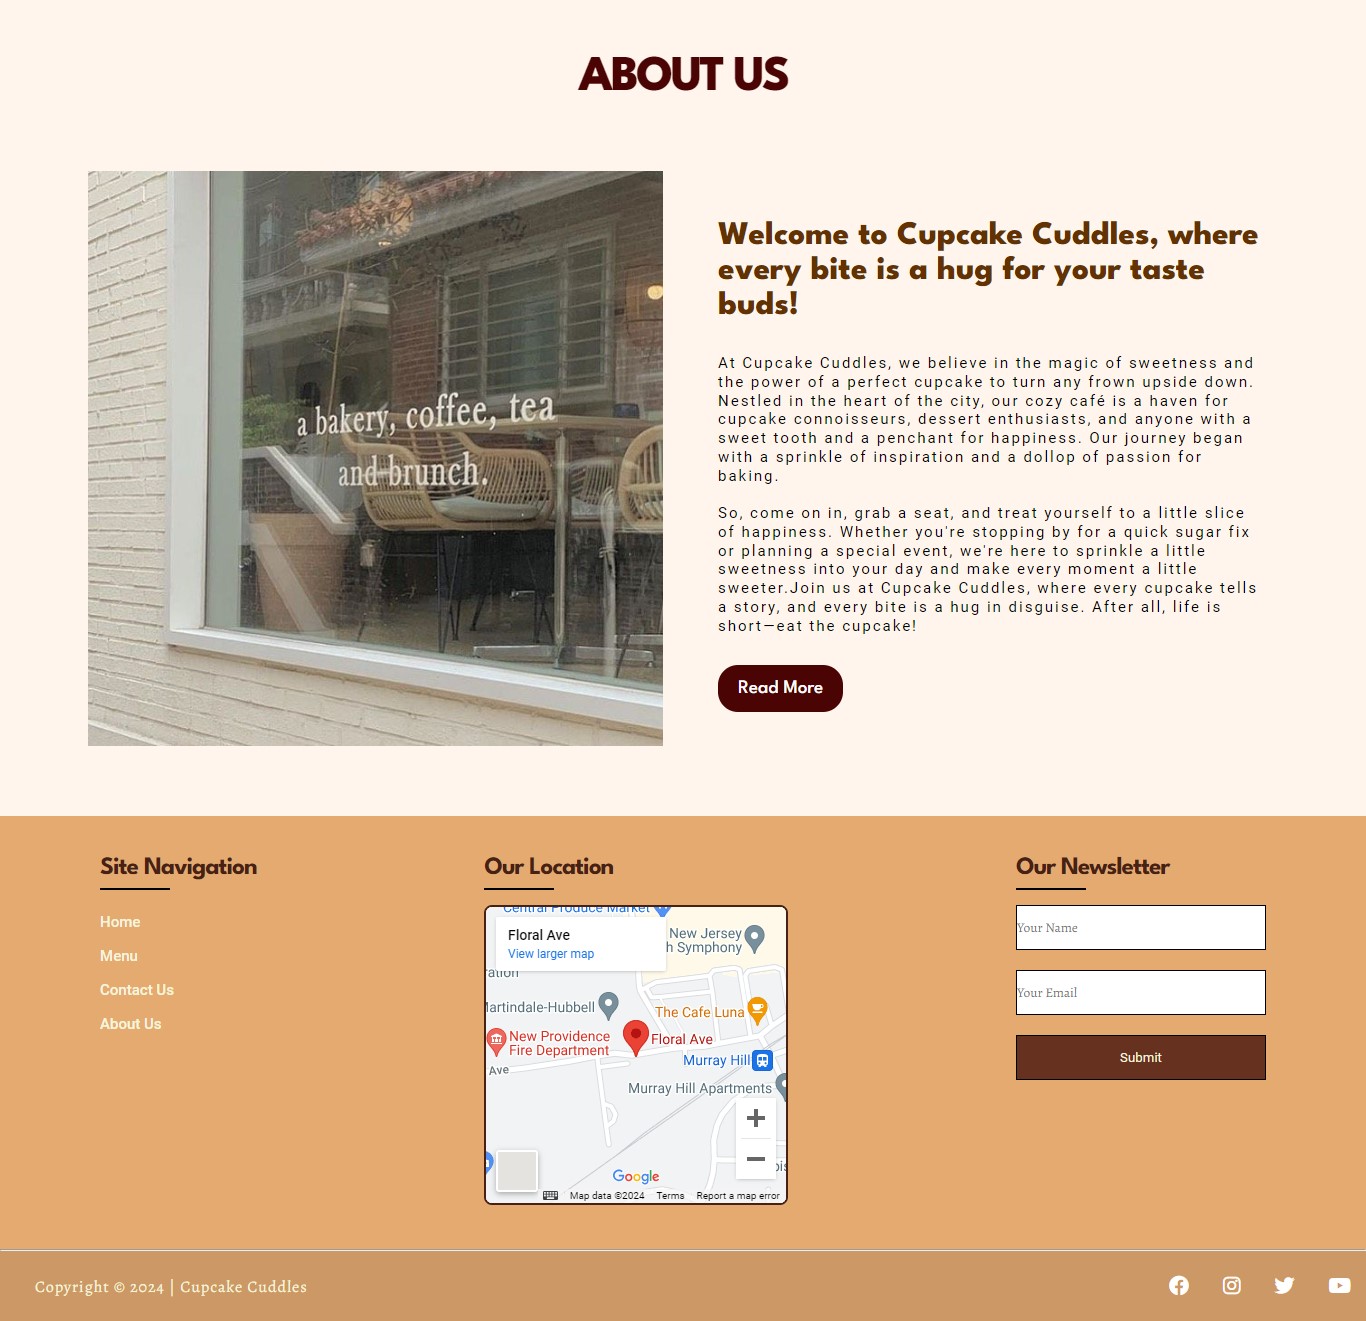 ABOUT US
a bakery, coffee, tea
and brunch.
Welcome to Cupcake Cuddles, where
every bite is a hug for your taste
buds!
At Cupcake Cuddles, we believe in the magic of sweetness and
the power of a perfect cupcake to turn any frown upside down.
Nestled in the heart of the city, our cozy café is a haven for
cupcake connoisseurs, dessert enthusiasts, and anyone with a
sweet tooth and a penchant for happiness. Our journey began
with a sprinkle of inspiration and a dollop of passion for
baking.
So, come on in, grab a seat, and treat yourself to a little slice
of happiness. Whether you're stopping by for a quick sugar fix
or planning a special event, we're here to sprinkle a little
sweetness into your day and make every moment a little
sweeter.Join us at Cupcake Cuddles, where every cupcake tells
a story, and every bite is a hug in disguise. After all, life is
short—eat the cupcake!
Read More
Site Navigation
Home
Menu
Contact Us
About Us
Our Location
Central Produce Market
Floral Ave
View larger map
New Jersey
h Symphony
ration
Martindale-Hubbell
The Cafe Luna
New Providence
Fire Department
Floral Ave
Murray Hill
Ave
Murray Hill Apartments
Google
Map data ©2024
Terms
Report a map error
Our Newsletter
Your Name
Your Email
Submit
Copyright © 2024 | Cupcake Cuddles